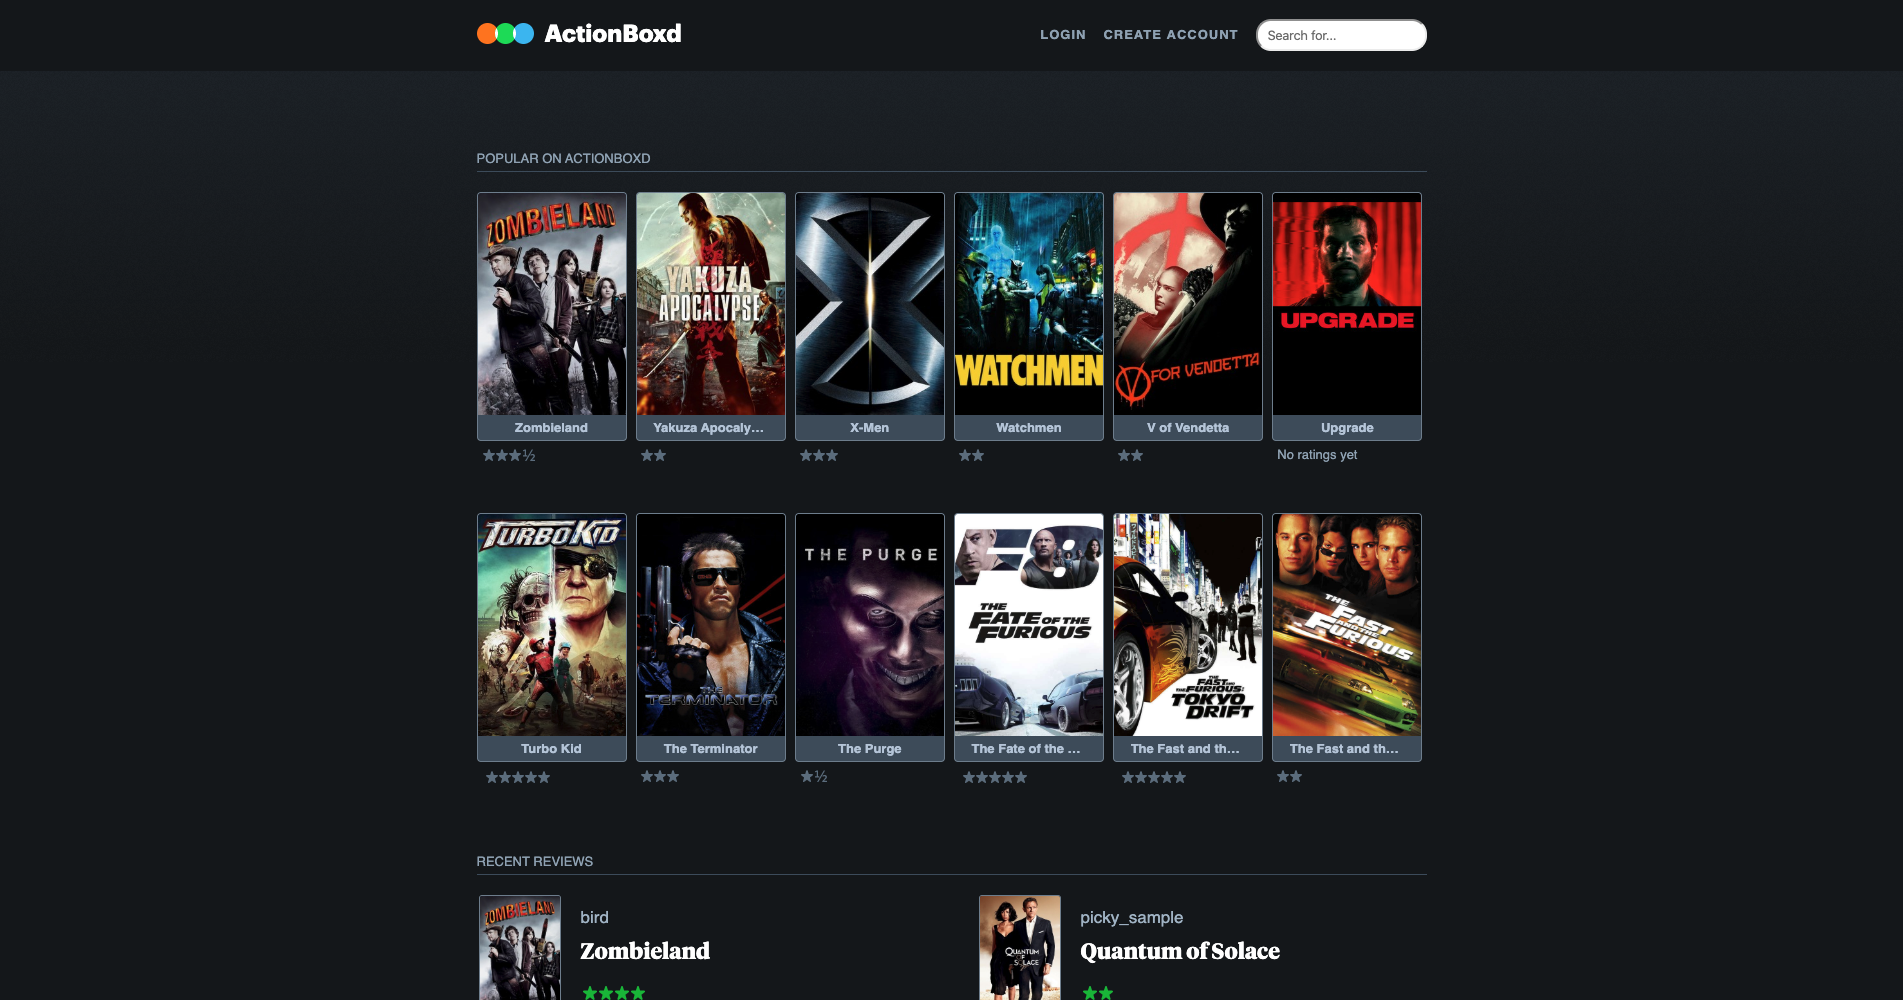 ActionBoxd
LOGIN CREATE ACCOUNT Search for...
POPULAR ON ACTIONBOXD
ZOMBIELAND
YAKUZA
APOCALYPSE
WATCHMEN
V FOR VENDETTA
UPGRADE
Zombieland Yakuza Apocaly... X-Men Watchmen V of Vendetta Upgrade
★★★½ ★★ ★★★ ★★ ★★ No ratings yet
TURBO KID
THE
TERMINATOR
THE PURGE
F8
THE
FATE OF THE
FURIOUS
THE
FAST AND
THE FURIOUS:
TOKYO
DRIFT
THE
FAST
AND THE
FURIOUS
Turbo Kid The Terminator The Purge The Fate of the ... The Fast and th... The Fast and th...
★★★★★ ★★★ ★½ ★★★★★ ★★★★★ ★★
RECENT REVIEWS
ZOMBIELAND
bird
Zombieland
★★★★
QUANTUM
OF
SOLACE
picky_sample
Quantum of Solace
★★